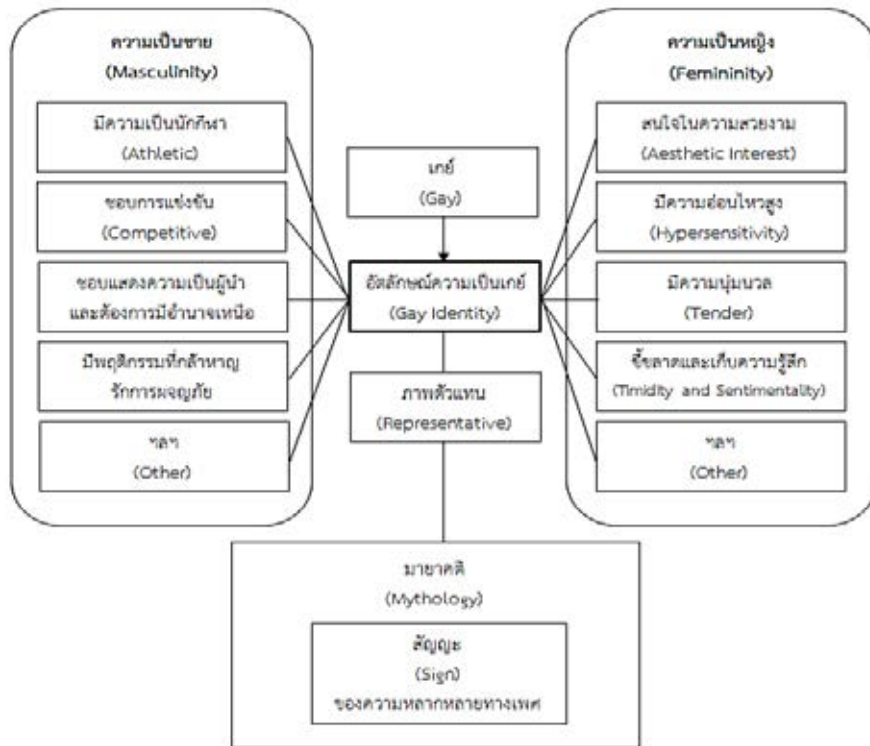 ความเป็นชาย
(Masculinity)
มีความเป็นนักกีฬา
(Athletic)
ชอบการแข่งขัน
(Competitive)
ชอบแสดงความเป็นผู้นำ
และต้องการมีอำนาจเหนือ
มีพฤติกรรมที่กล้าหาญ
รักการผจญภัย
ฯลฯ
(Other)
เกย์
(Gay)
อัตลักษณ์ความเป็นเกย์
(Gay Identity)
ภาพตัวแทน
(Representative)
ความเป็นหญิง
(Femininity)
สนใจในความสวยงาม
(Aesthetic Interest)
มีความอ่อนไหวสูง
(Hypersensitivity)
มีความนุ่มนวล
(Tender)
ขี้ขลาดและเก็บความรู้สึก
(Timidity and Sentimentality)
ฯลฯ
(Other)
มายาคติ
(Mythology)
สัญญะ
(Sign)
ของความหลากหลายทางเพศ